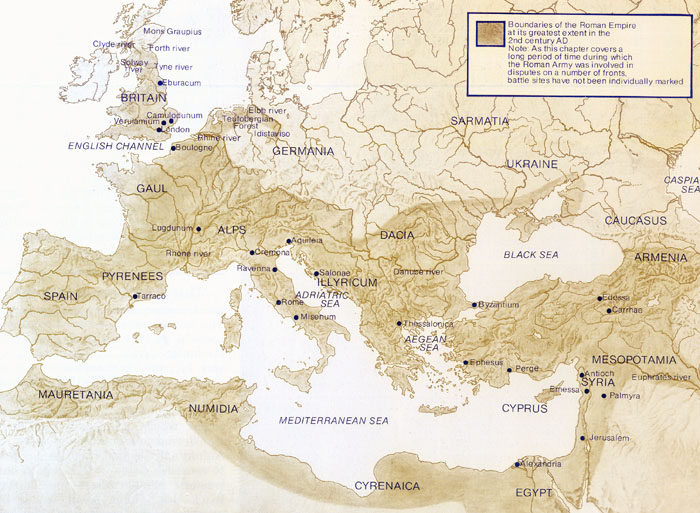 Boundaries of the Roman Empire
at its greatest extent in the
2nd century AD
Note: As this chapter covers a
long period of time during which
the Roman Army was involved in
disputes on a number of fronts,
battle sites have not been individually marked
Mons Graupius
Clyde river
Forth river
Solway
river
Tyne river
Eburacum
BRITAIN
Camulodunum
Verulamium
London
ENGLISH CHANNEL
Boulogne
Elbe river
Teutobergian
Forest
Idistaviso
Rhine river
GERMANIA
SARMATIA
UKRAINE
CASPIA
SEA
GAUL
Lugdunum
ALPS
Aquileia
Rhone river
Cremona
DACIA
CAUCASUS
BLACK SEA
ARMENIA
PYRENEES
Ravenna
Salonae
ILLYRICUM
Danube river
SPAIN
Tarraco
Rome
ADRIATRIC
SEA
Misenum
Byzantium
Edessa
Carrhae
Thessalonica
AEGEAN
SEA
Ephesus
Perge
MESOPOTAMIA
Antioch
SYRIA
Euphrates river
Emessa
Palmyra
MAURETANIA
NUMIDIA
CYPRUS
MEDITERRANEAN SEA
Jerusalem
Alexandria
CYRENAICA
EGYPT